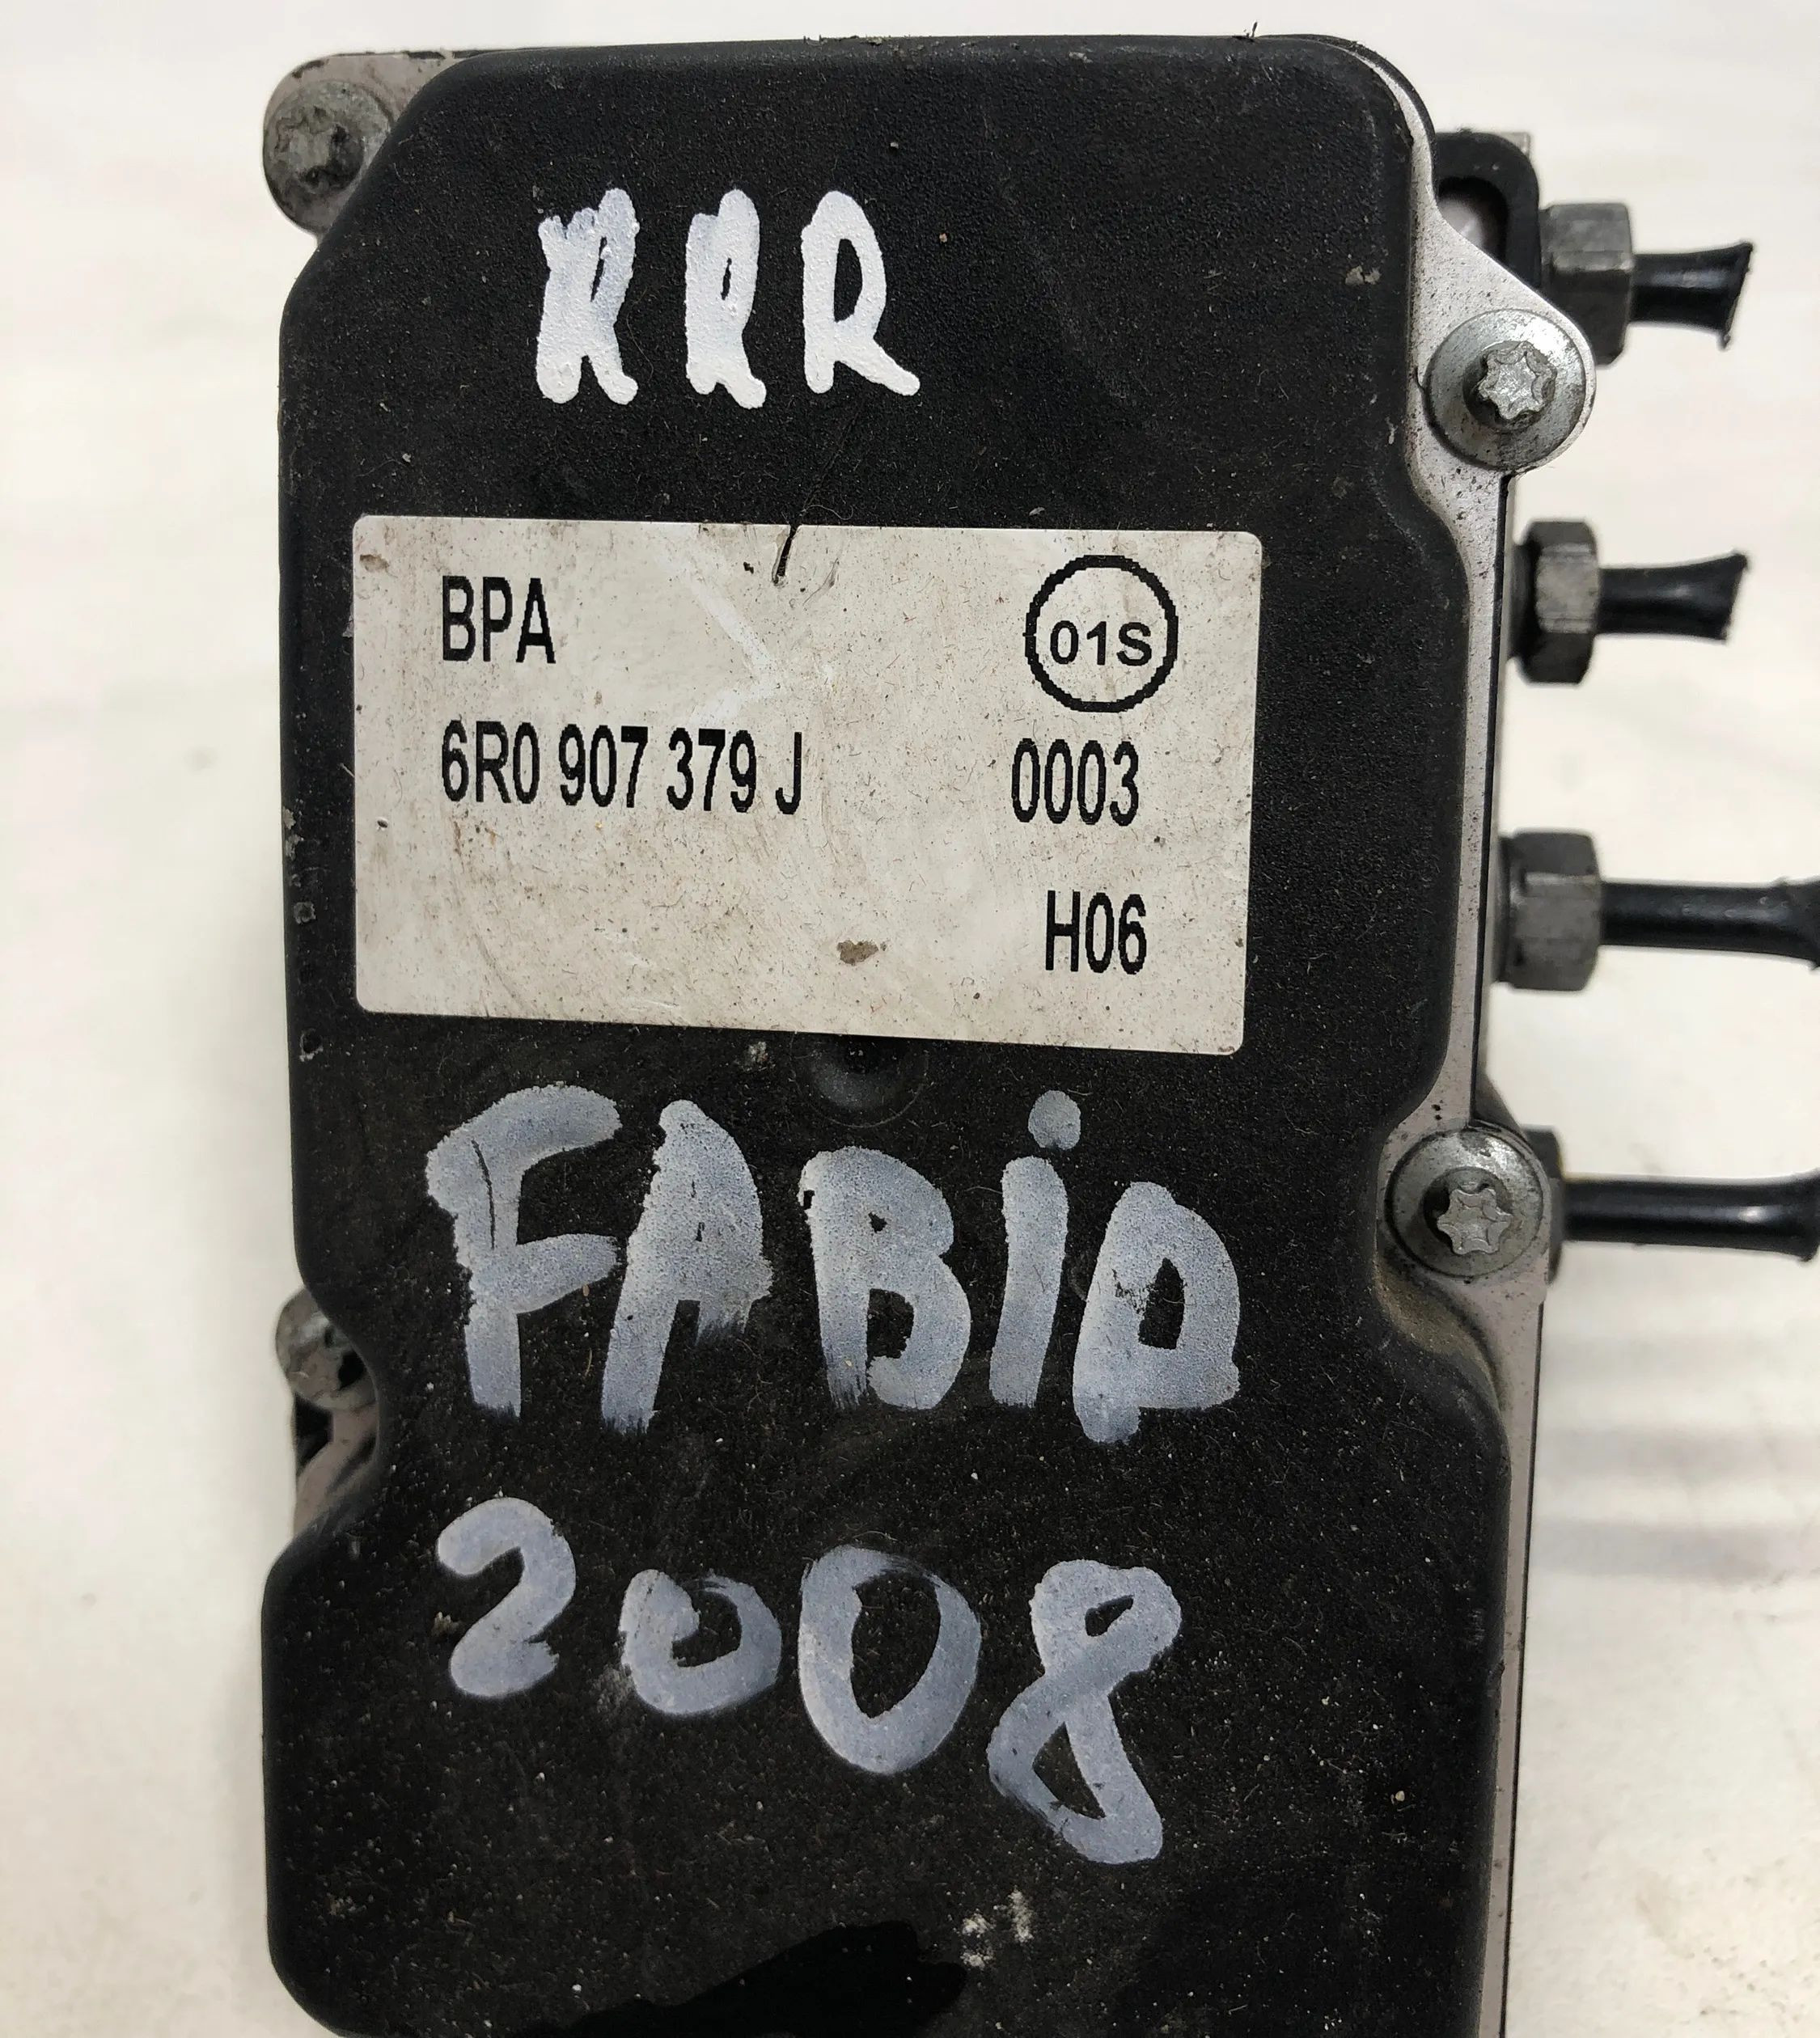 RRR
BPA 01S
6R0 907 379 J 0003
H06
FABiA
2008